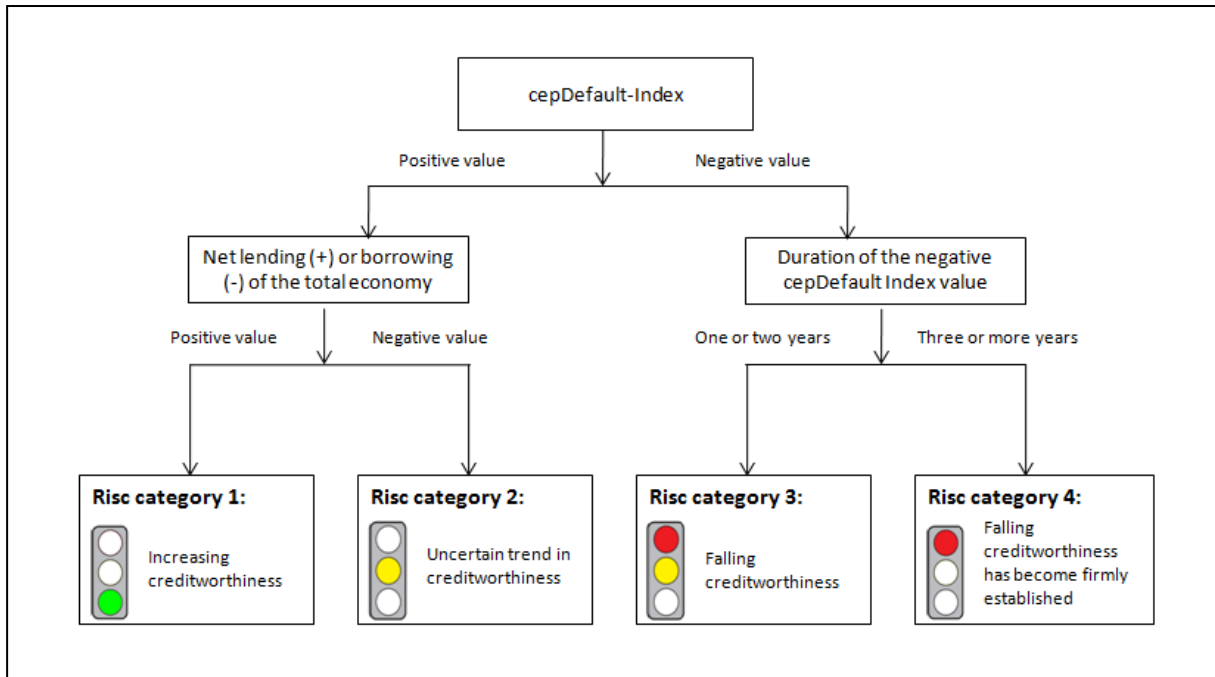 cepDefault-Index
Positive value
Negative value
Net lending (+) or borrowing
(-) of the total economy
Duration of the negative
cepDefault Index value
Positive value
Negative value
One or two years
Three or more years
Risc category 1:
Increasing
creditworthiness
Risc category 2:
Uncertain trend in
creditworthiness
Risc category 3:
Falling
creditworthiness
Risc category 4:
Falling
creditworthiness
has become firmly
established